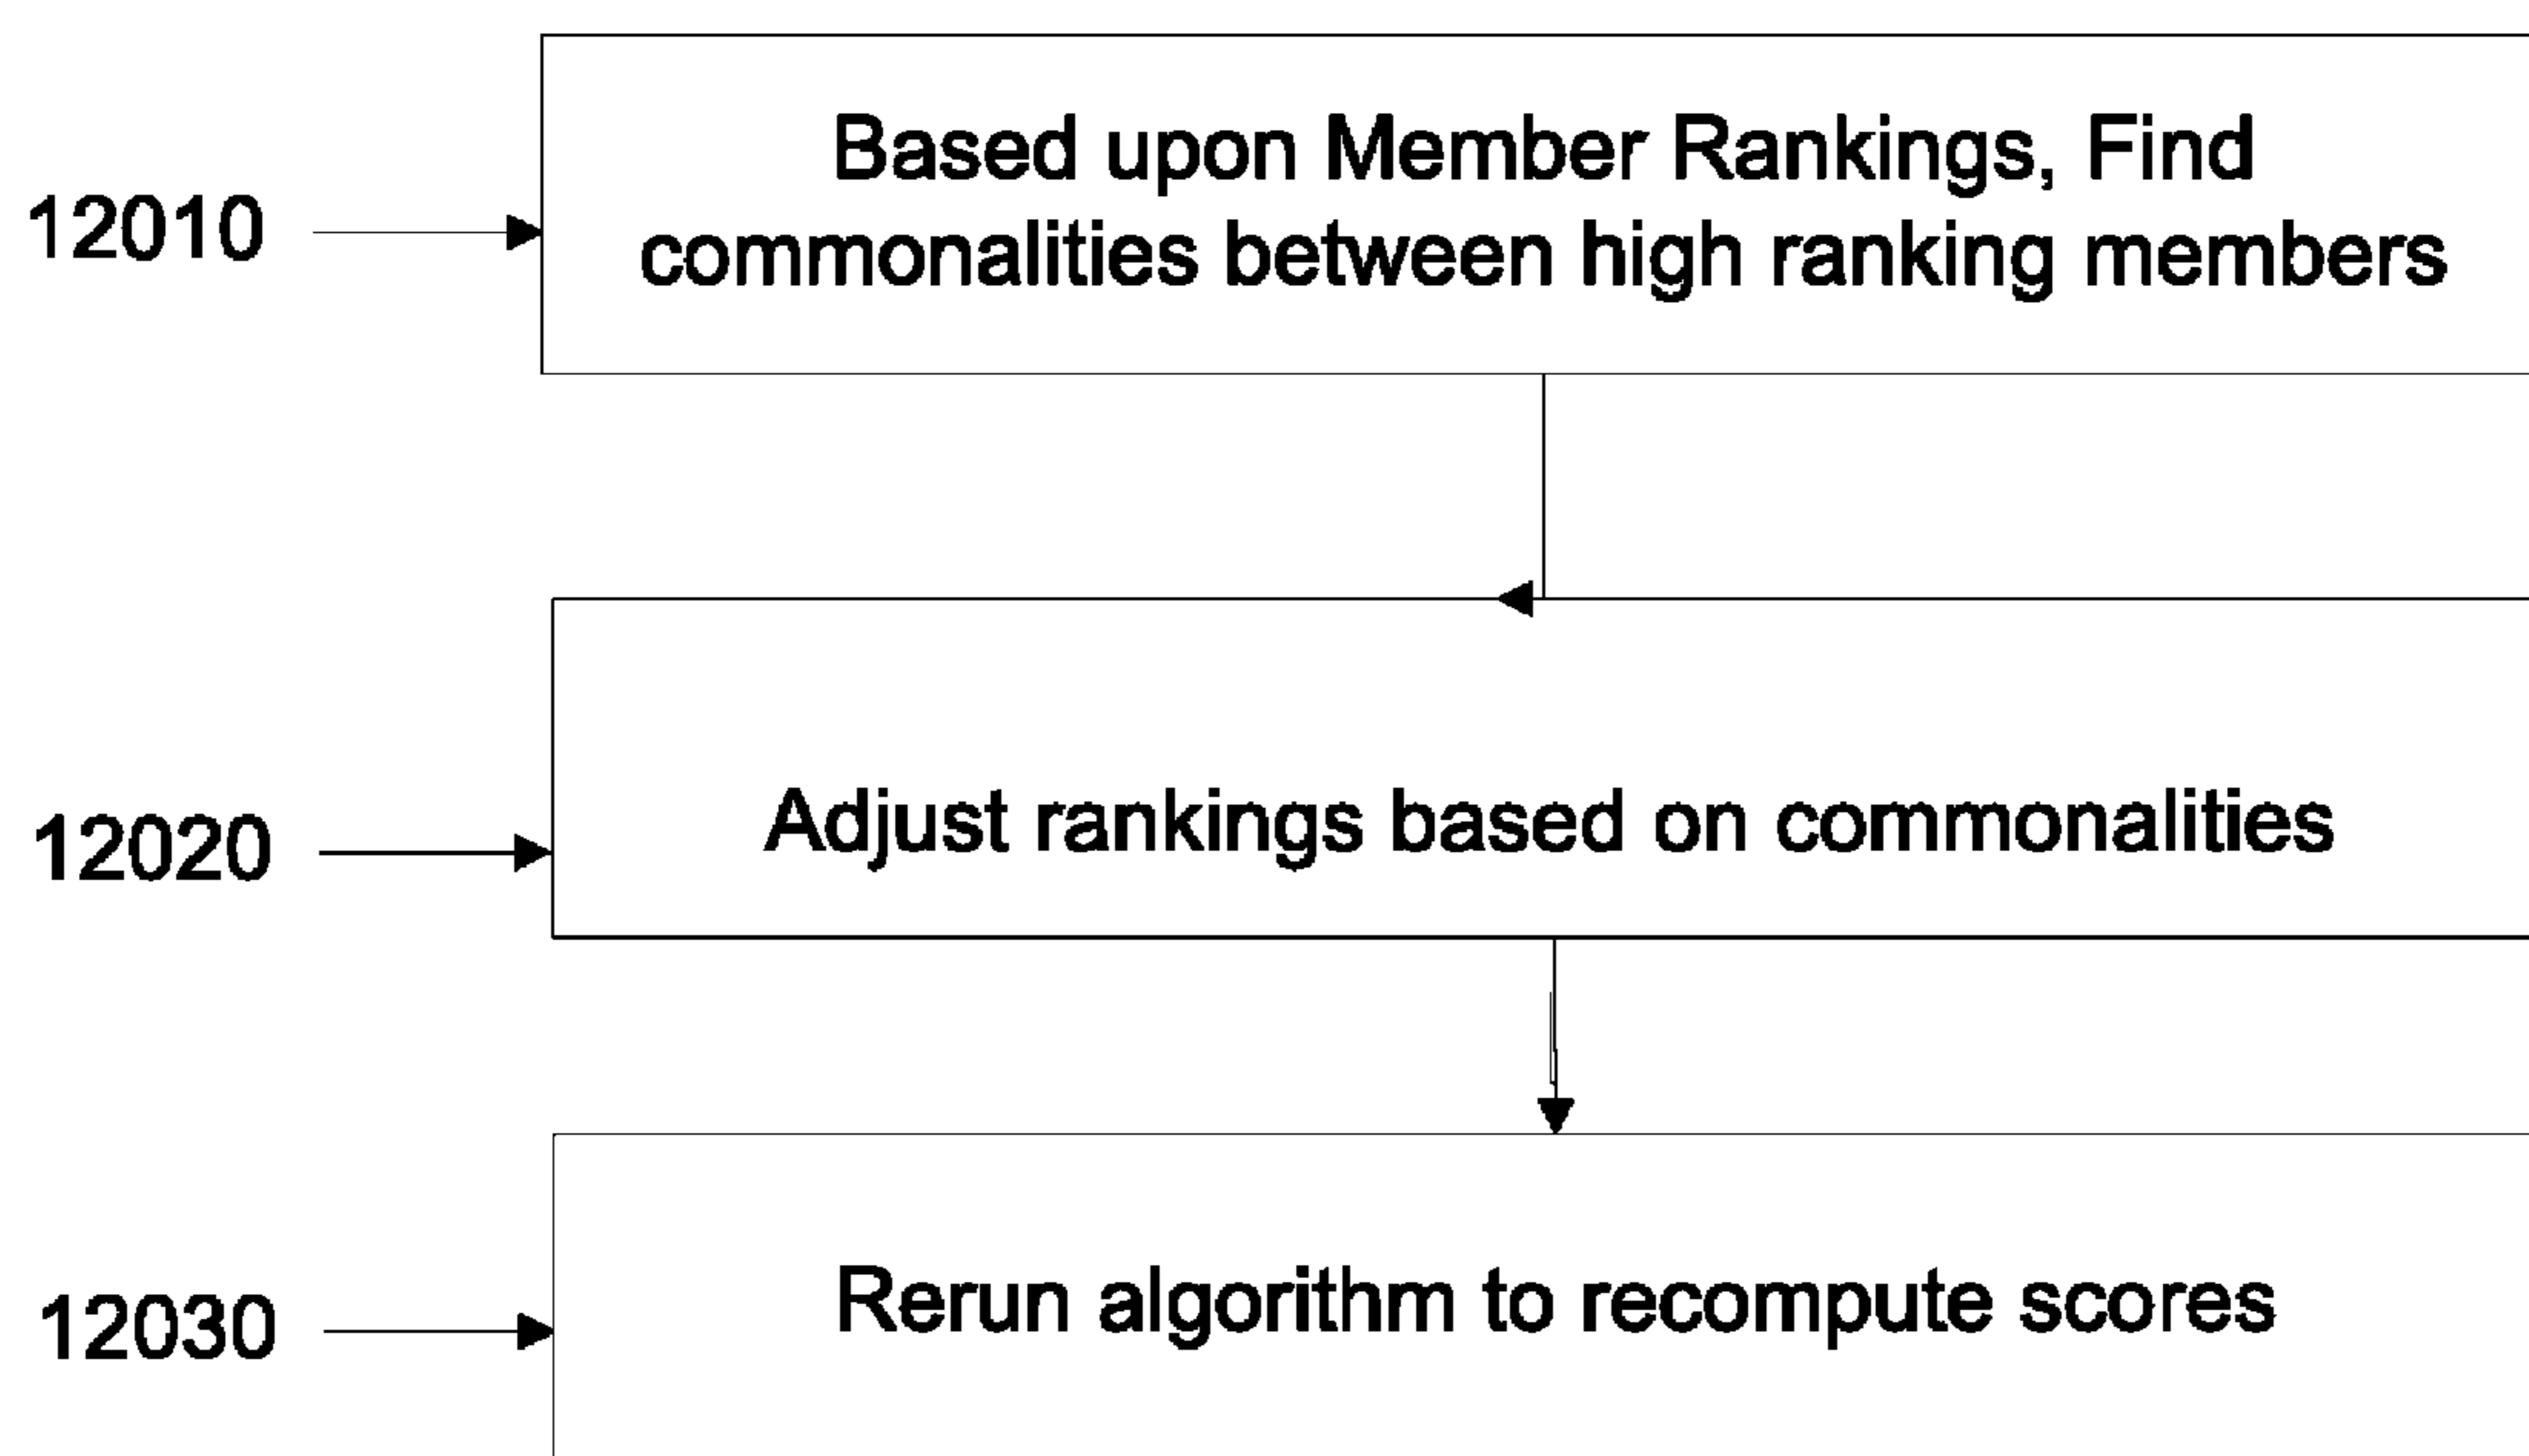 Based upon Member Rankings, Find
12010
commonalities between high ranking members
12020
Adjust rankings based on commonalities
12030
Rerun algorithm to recompute scores